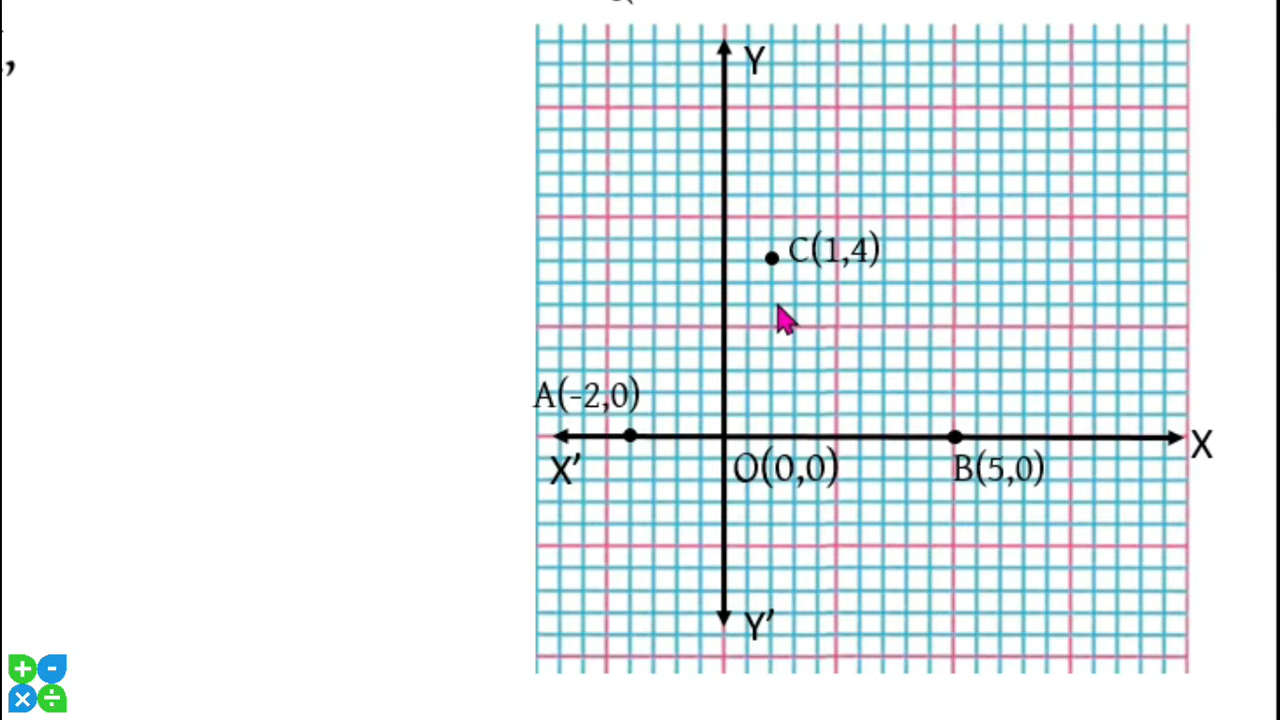 Y
C(1,4)
A(-2,0)
X
X′
O(0,0)
B(5,0)
Y′